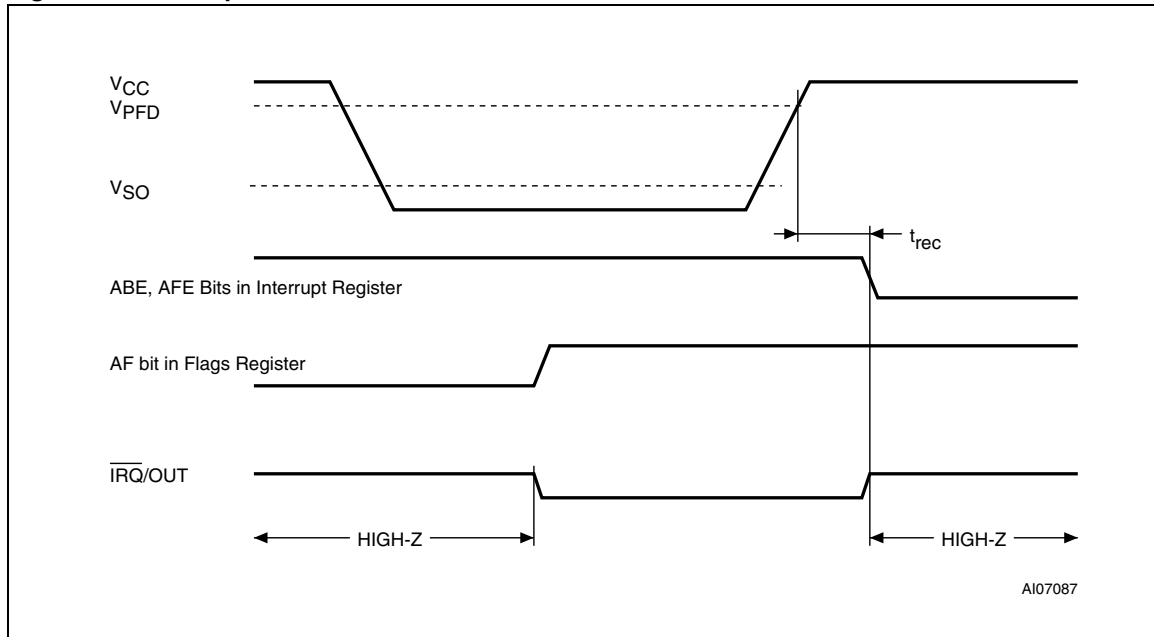 VCC
VPFD
VSO
trec
ABE, AFE Bits in Interrupt Register
AF bit in Flags Register
IRQ/OUT
HIGH-Z
HIGH-Z
AI07087